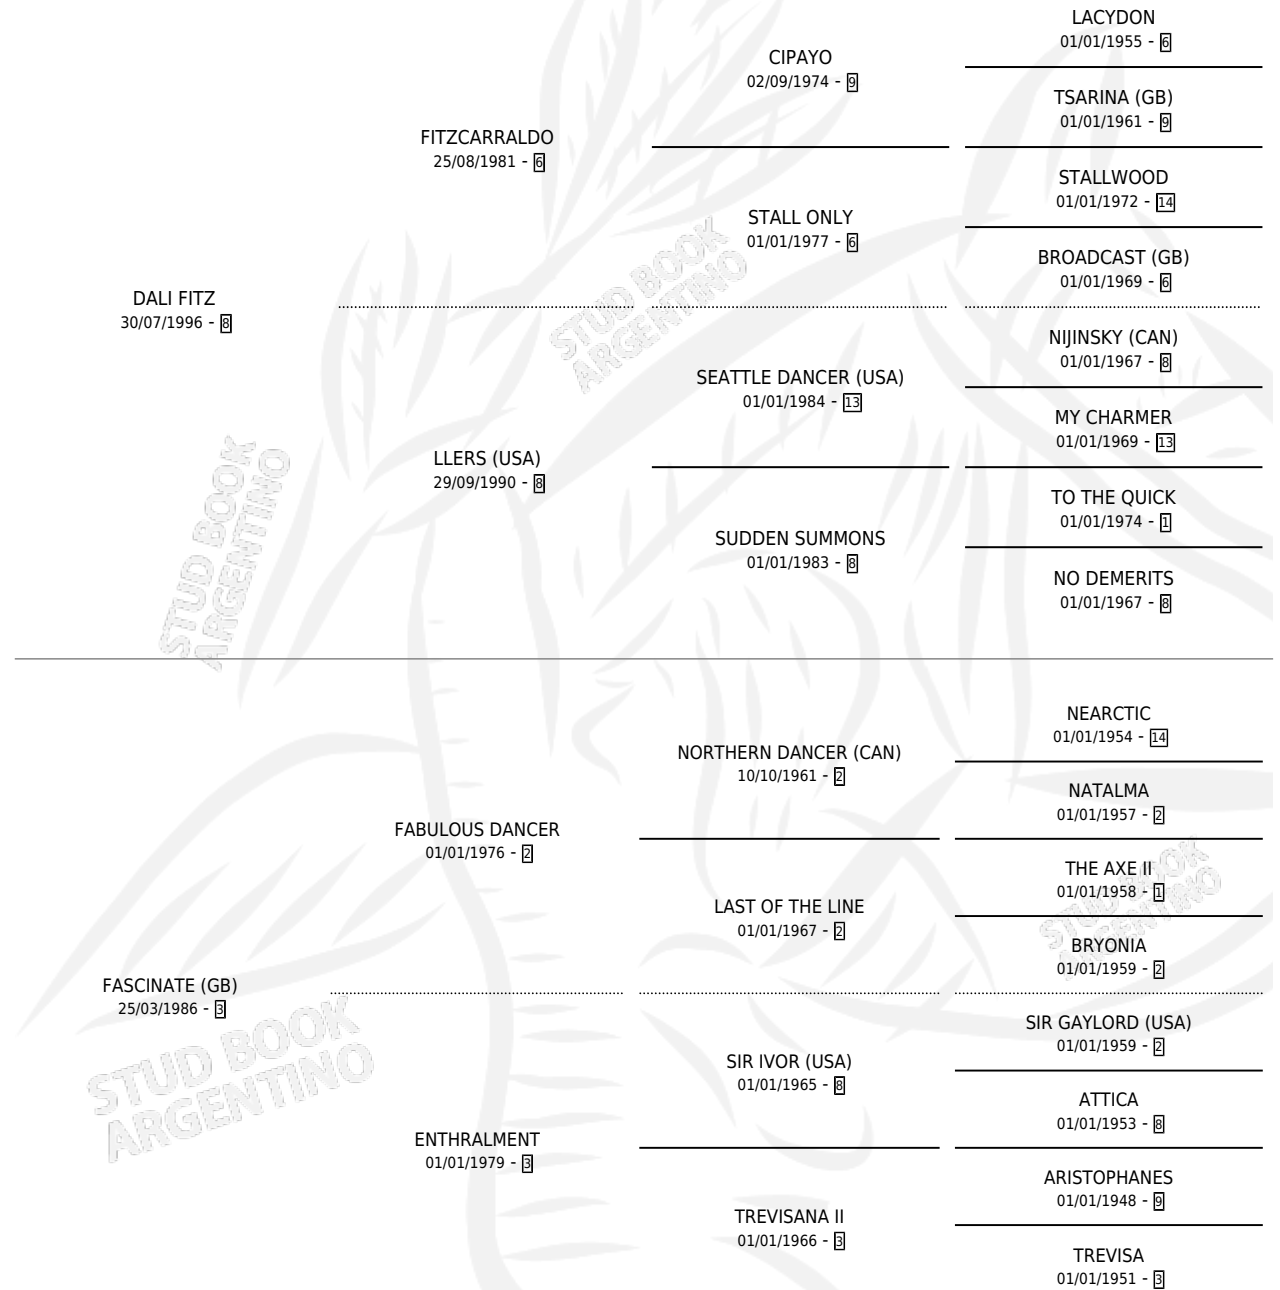 LACYDON
01/01/1955 - 6
CIPAYO
02/09/1974 - 9
TSARINA (GB)
01/01/1961 - 9
FITZCARRALDO
25/08/1981 - 6
STALLWOOD
01/01/1972 - 14
STALL ONLY
01/01/1977 - 6
BROADCAST (GB)
01/01/1969 - 6
DALI FITZ
30/07/1996 - 8
NIJINSKY (CAN)
01/01/1967 - 8
SEATTLE DANCER (USA)
01/01/1984 - 13
MY CHARMER
01/01/1969 - 13
LLERS (USA)
29/09/1990 - 8
TO THE QUICK
01/01/1974 - 1
SUDDEN SUMMONS
01/01/1983 - 8
NO DEMERITS
01/01/1967 - 8
STUD BOOK
ARGENTINO
STUD BOOK
ARGENTINO
NEARCTIC
01/01/1954 - 14
NORTHERN DANCER (CAN)
10/10/1961 - 2
NATALMA
01/01/1957 - 2
FABULOUS DANCER
01/01/1976 - 2
THE AXE II
01/01/1958 - 1
LAST OF THE LINE
01/01/1967 - 2
BRYONIA
01/01/1959 - 2
STUD BOOK
ARGENTINO
FASCINATE (GB)
25/03/1986 - 3
SIR GAYLORD (USA)
01/01/1959 - 2
SIR IVOR (USA)
01/01/1965 - 8
ATTICA
01/01/1953 - 8
STUD BOOK
ARGENTINO
ENTHRALMENT
01/01/1979 - 3
ARISTOPHANES
01/01/1948 - 9
TREVISANA II
01/01/1966 - 3
TREVISA
01/01/1951 - 3